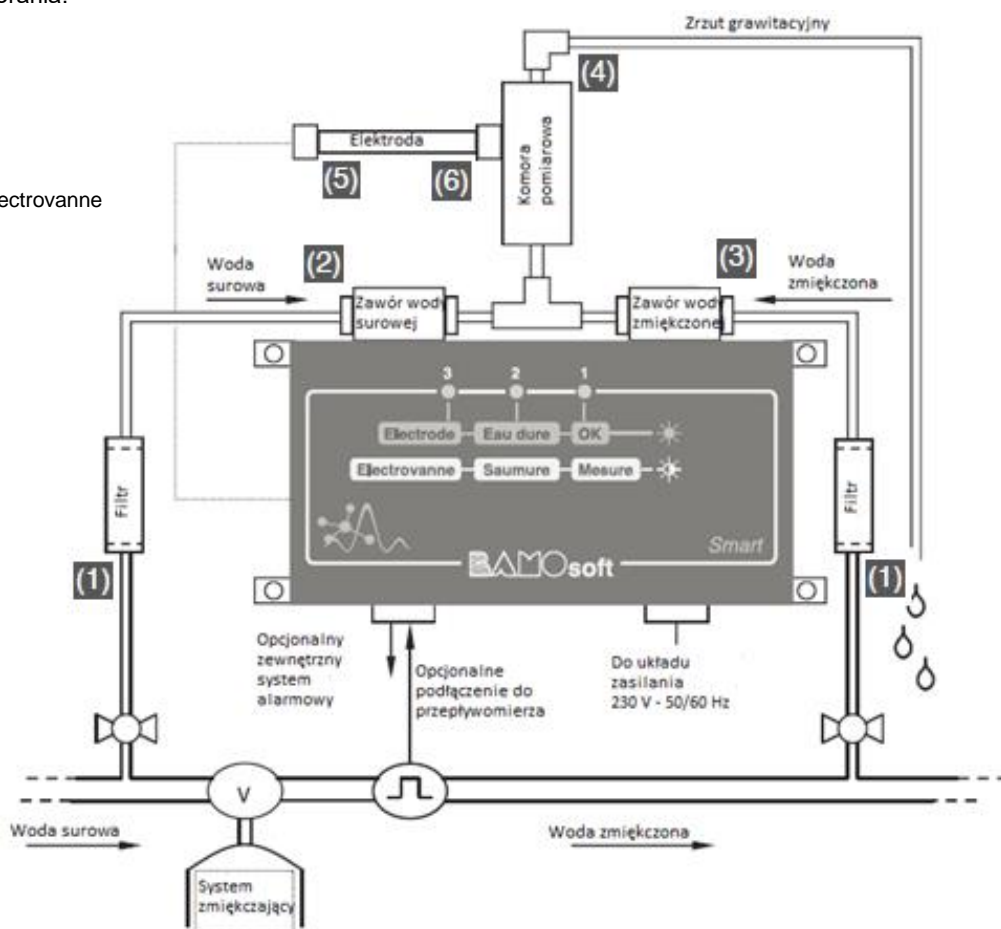 Zrzut grawitacyjny
(4)
Elektroda
(5)
(6)
Komora
pomiarowa
ectrovanne
Woda
surowa
(2)
(3)
Woda
zmiękczona
Zawór wody
surowej
Zawór wody
zmiękczonej
3 2 1
Electrode Eau dure OK
Electrovanne Saumure Mesure
Filtr
Filtr
Smart
BAMOsoft
(1)
(1)
Opcjonalny
zewnętrzny
system
alarmowy
Opcjonalne
podłączenie do
przepływomierza
Do układu
zasilania
230 V - 50/60 Hz
V
Woda surowa
Woda zmiękczona
System
zmiękczający